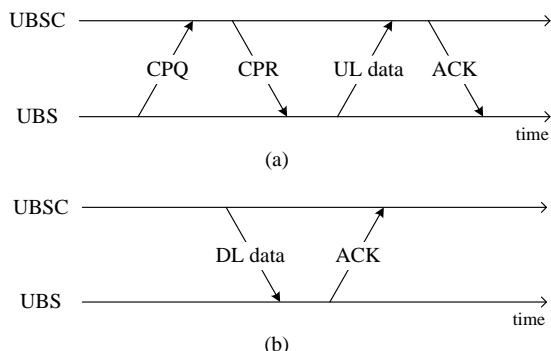 UBSC
CPQ CPR UL data ACK
UBS
time
(a)
UBSC
DL data ACK
UBS
time
(b)